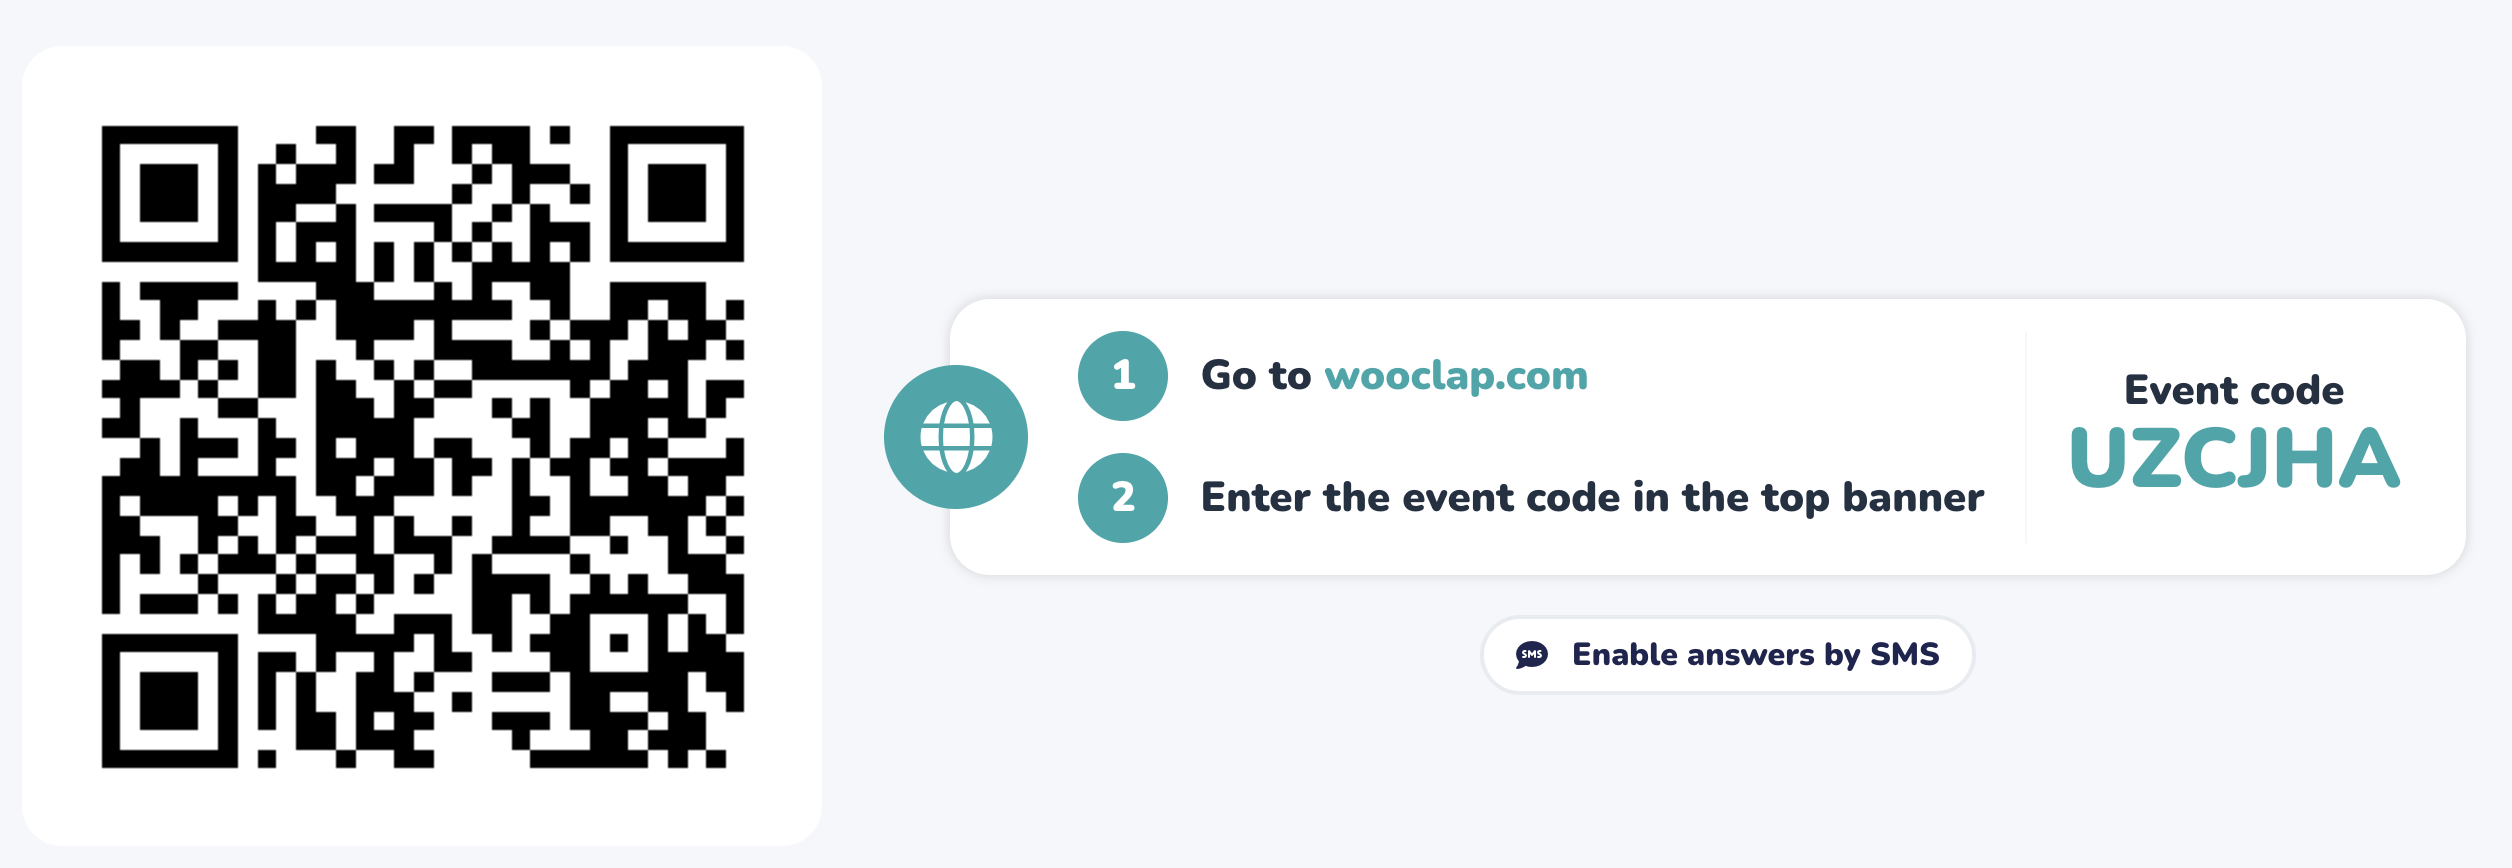 1
Go to wooclap.com
2
Enter the event code in the top banner
Event code
UZCJHA
SMS
Enable answers by SMS